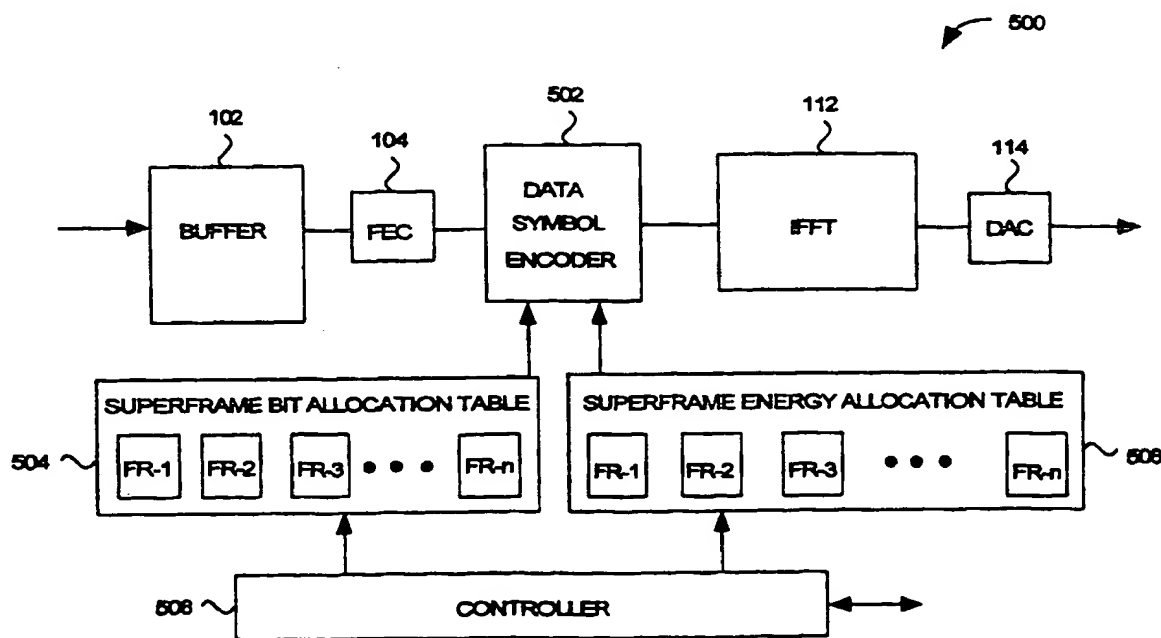 500
102
104
502
112
114
BUFFER
FEC
DATA
SYMBOL
ENCODER
IFFT
DAC
SUPERFRAME BIT ALLOCATION TABLE
504
FR-1
FR-2
FR-3
FR-n
SUPERFRAME ENERGY ALLOCATION TABLE
FR-1
FR-2
FR-3
FR-n
508
506
CONTROLLER